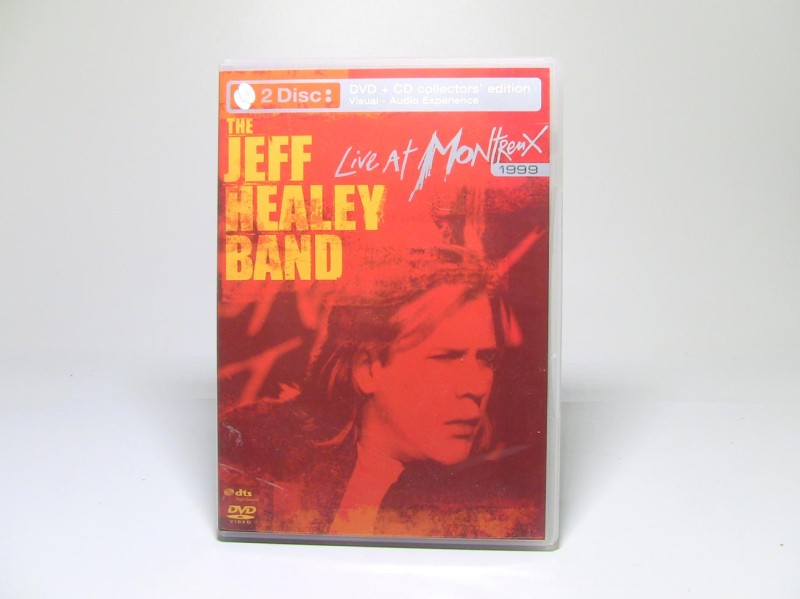 2 Disc:
DVD + CD collectors' edition
Visual - Audio Experience
THE
JEFF
HEALEY
BAND
Live At Montreux
1999
dts
DVD
VIDEO